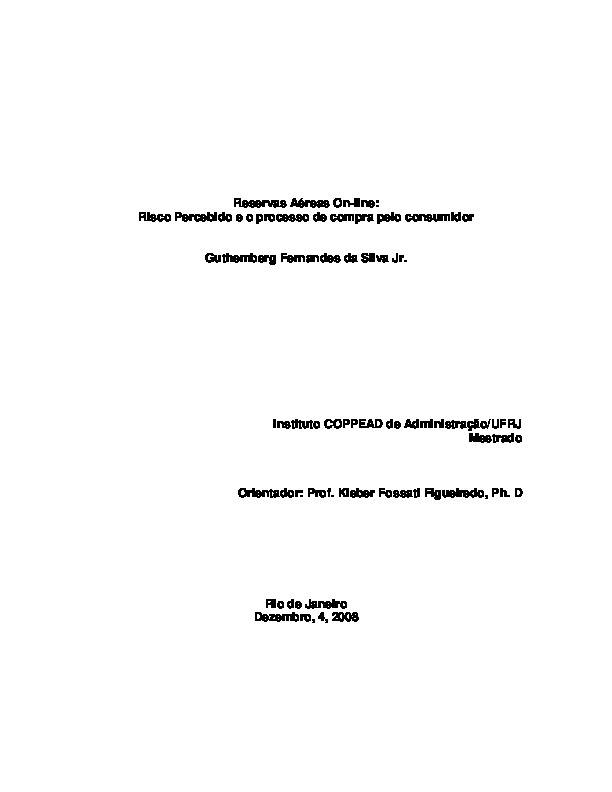 Reservas Aéreas On-line:
Risco Percebido e o processo de compra pelo consumidor
Guthemberg Fernandes da Silva Jr.
Instituto COPPEAD de Administração/UFRJ
Mestrado
Orientador: Prof. Kleber Fossati Figueiredo, Ph. D
Rio de Janeiro
Dezembro, 4, 2008